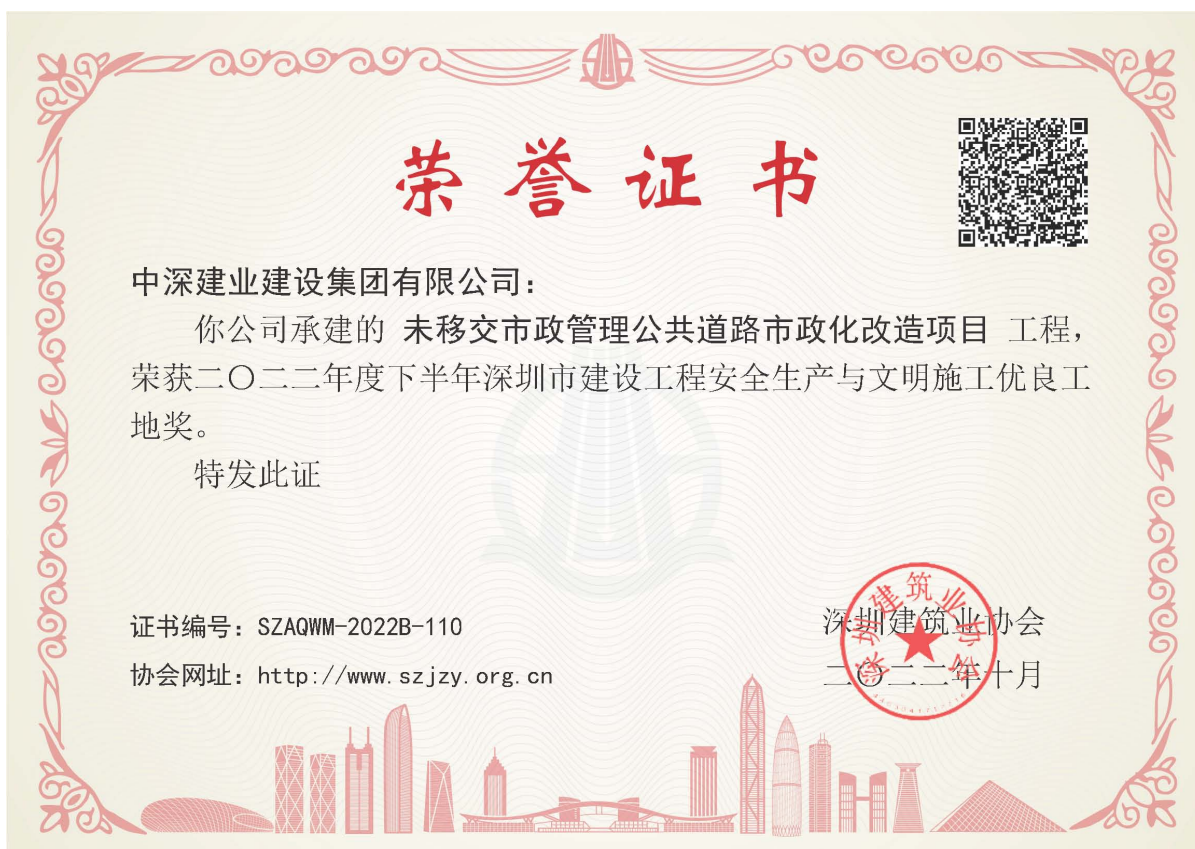 荣誉证书
中深建业建设集团有限公司：
你公司承建的 未移交市政管理公共道路市政化改造项目 工程，
荣获二〇二二年度下半年深圳市建设工程安全生产与文明施工优良工
地奖。
特发此证
证书编号：SZAQWM-2022B-110
协会网址：http://www.szjzy.org.cn
深圳建筑业协会
二〇二二年十月
深圳建筑业协会